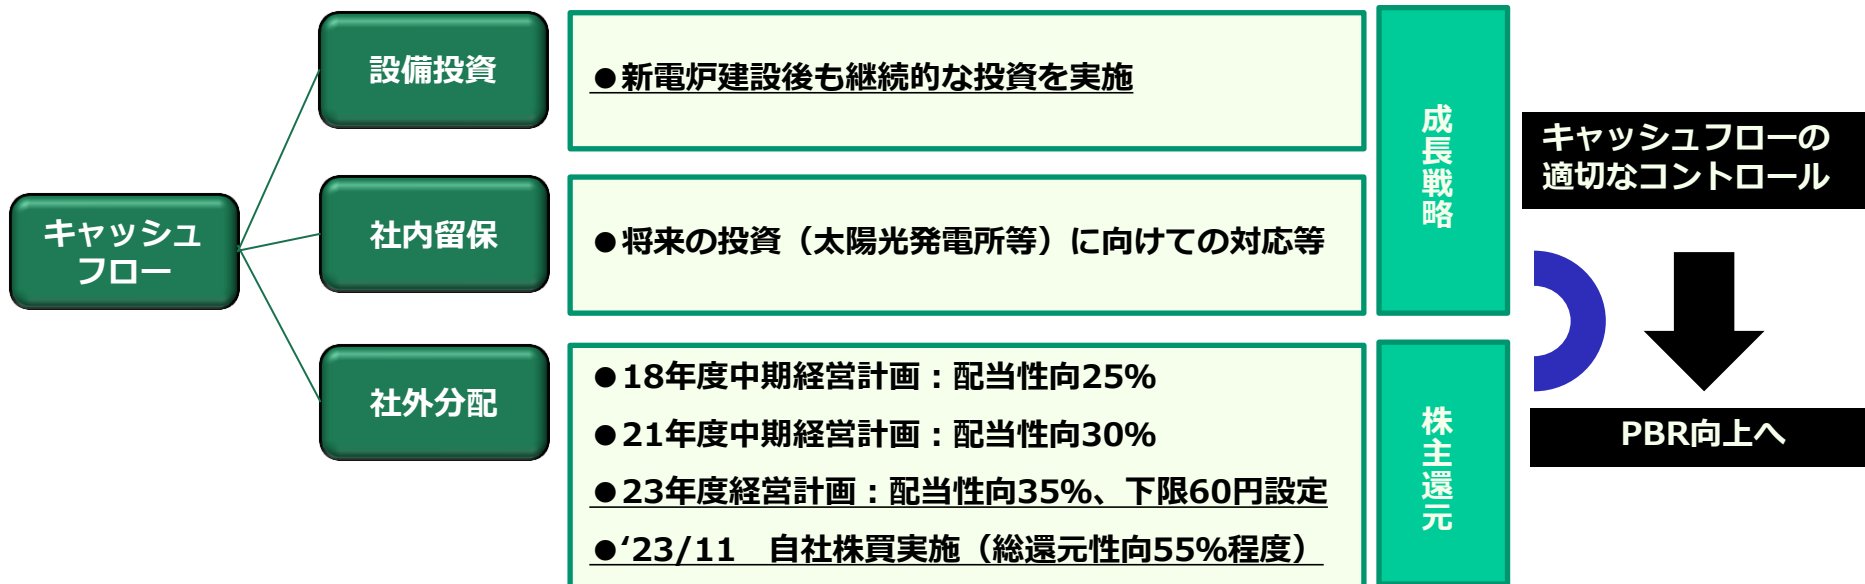 キャッシュ
フロー
設備投資
●新電炉建設後も継続的な投資を実施
社内留保
●将来の投資（太陽光発電所等）に向けての対応等
社外分配
●18年度中期経営計画：配当性向25%
●21年度中期経営計画：配当性向30%
●23年度経営計画：配当性向35%、下限60円設定
●‘23/11　自社株買実施（総還元性向55%程度）
成長戦略
株主還元
キャッシュフローの
適切なコントロール
PBR向上へ